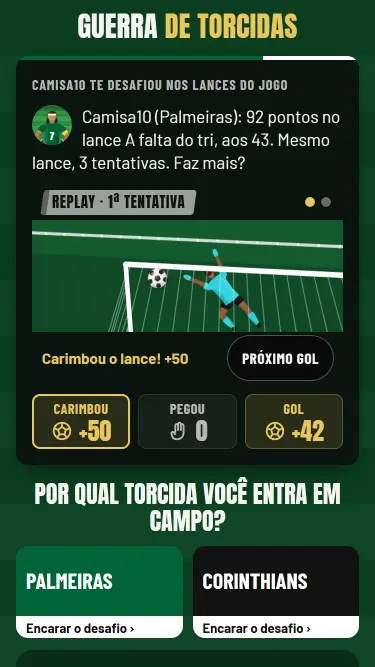 GUERRA DE TORCIDAS
CAMISA10 TE DESAFIOU NOS LANCES DO JOGO
Camisa10 (Palmeiras): 92 pontos no
lance A falta do tri, aos 43. Mesmo
lance, 3 tentativas. Faz mais?
7
REPLAY · 1ª TENTATIVA
Carimbou o lance! +50
PRÓXIMO GOL
CARIMBOU
+50
PEGOU
0
GOL
+42
POR QUAL TORCIDA VOCÊ ENTRA EM
CAMPO?
PALMEIRAS
Encarar o desafio ›
CORINTHIANS
Encarar o desafio ›